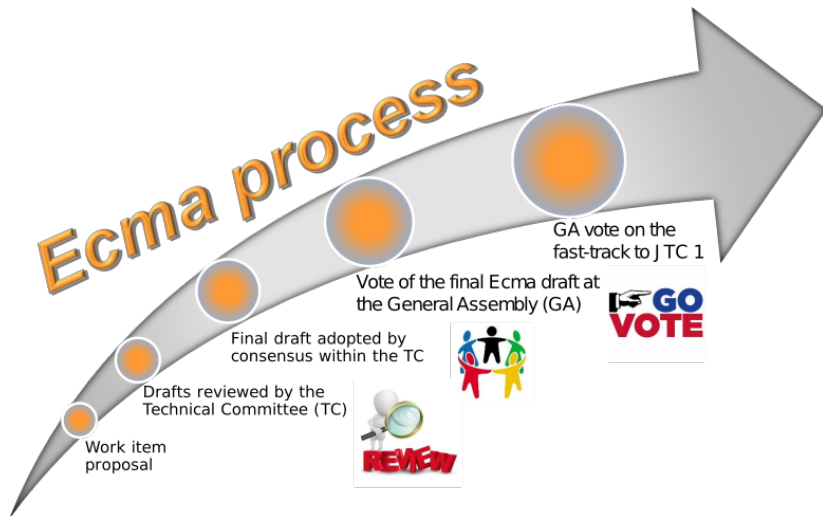 Ecma process
GA vote on the
fast-track to JTC 1
Vote of the final Ecma draft at
the General Assembly (GA)
GO
VOTE
Final draft adopted by
consensus within the TC
Drafts reviewed by the
Technical Committee (TC)
REVIEW
Work item
proposal